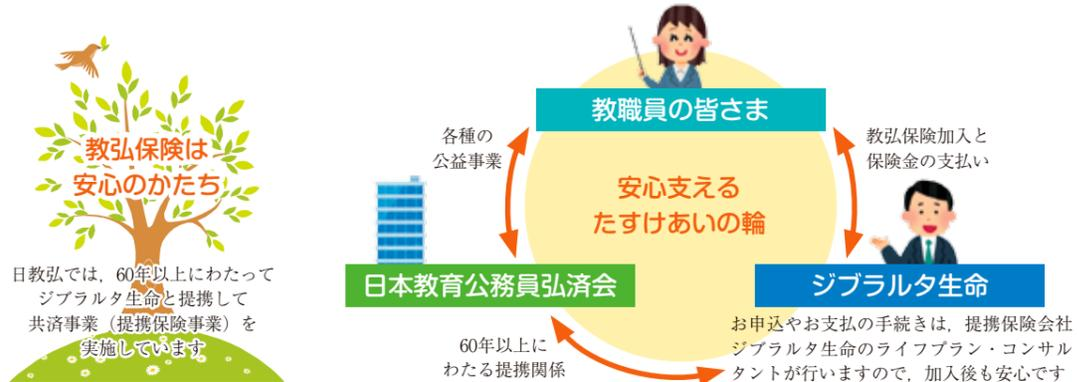 教弘保険は
安心のかたち
日教弘では，60年以上にわたって
ジブラルタ生命と提携して
共済事業（提携保険事業）を
実施しています
教職員の皆さま
各種の
公益事業
教弘保険加入と
保険金の支払い
安心支える
たすけあいの輪
日本教育公務員弘済会
ジブラルタ生命
60年以上に
わたる提携関係
お申込やお支払の手続きは，提携保険会社
ジブラルタ生命のライフプラン・コンサル
タントが行いますので，加入後も安心です